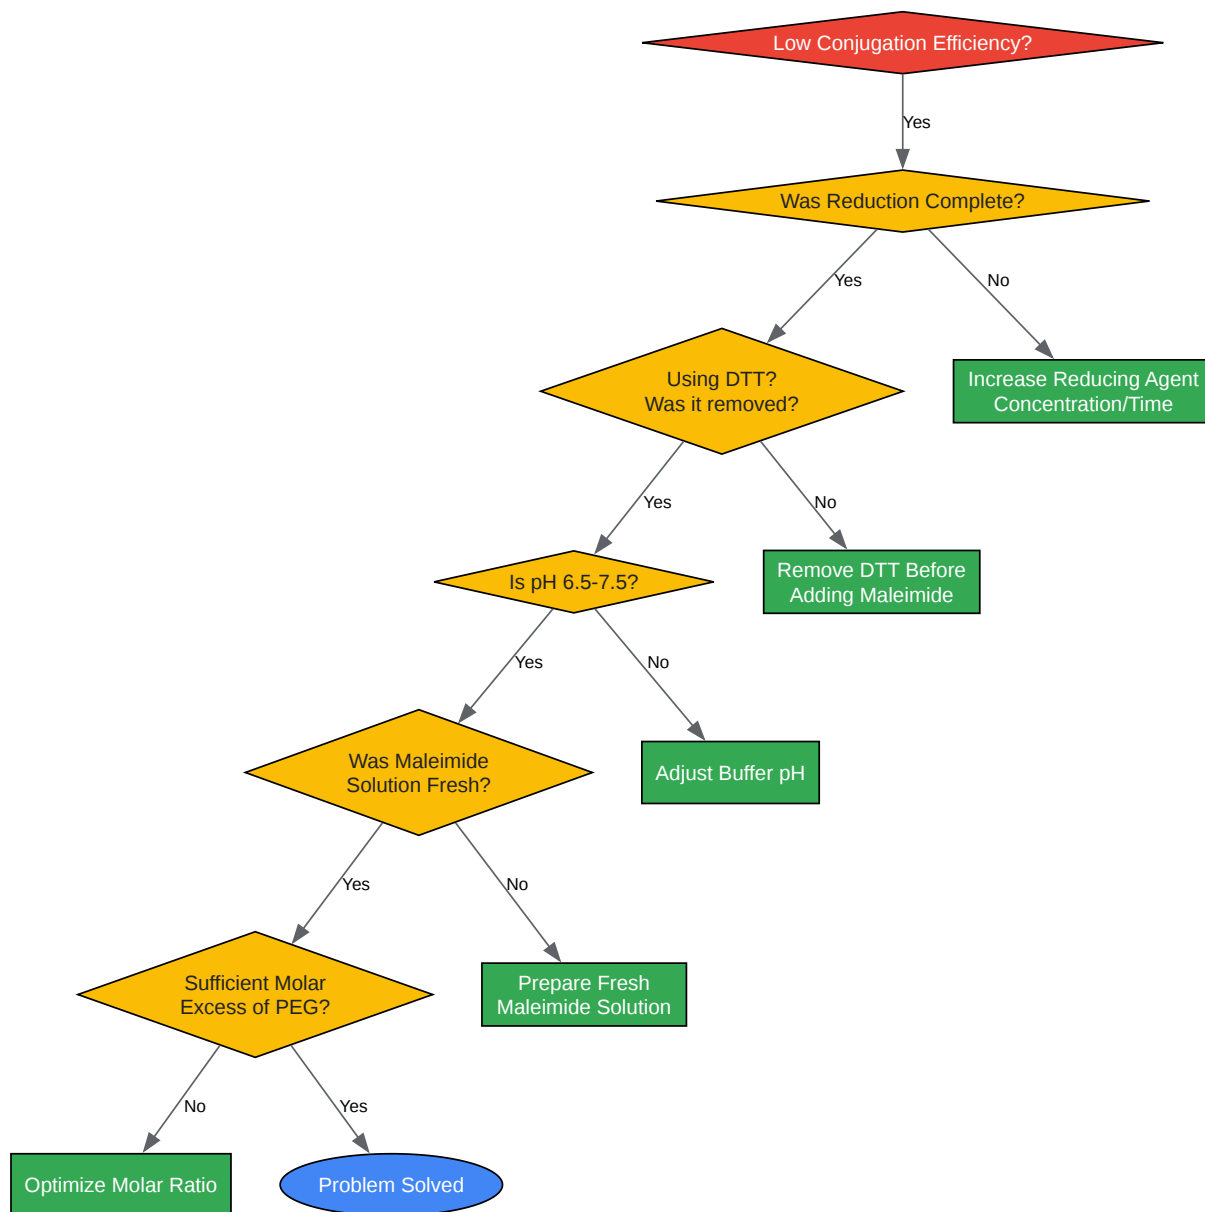 Low Conjugation Efficiency?
Yes
Was Reduction Complete?
Yes
No
Using DTT?
Was it removed?
Increase Reducing Agent
Concentration/Time
Yes
No
Is pH 6.5-7.5?
Remove DTT Before
Adding Maleimide
Yes
No
Was Maleimide
Solution Fresh?
Adjust Buffer pH
Yes
No
Sufficient Molar
Excess of PEG?
Prepare Fresh
Maleimide Solution
No
Yes
Optimize Molar Ratio
Problem Solved